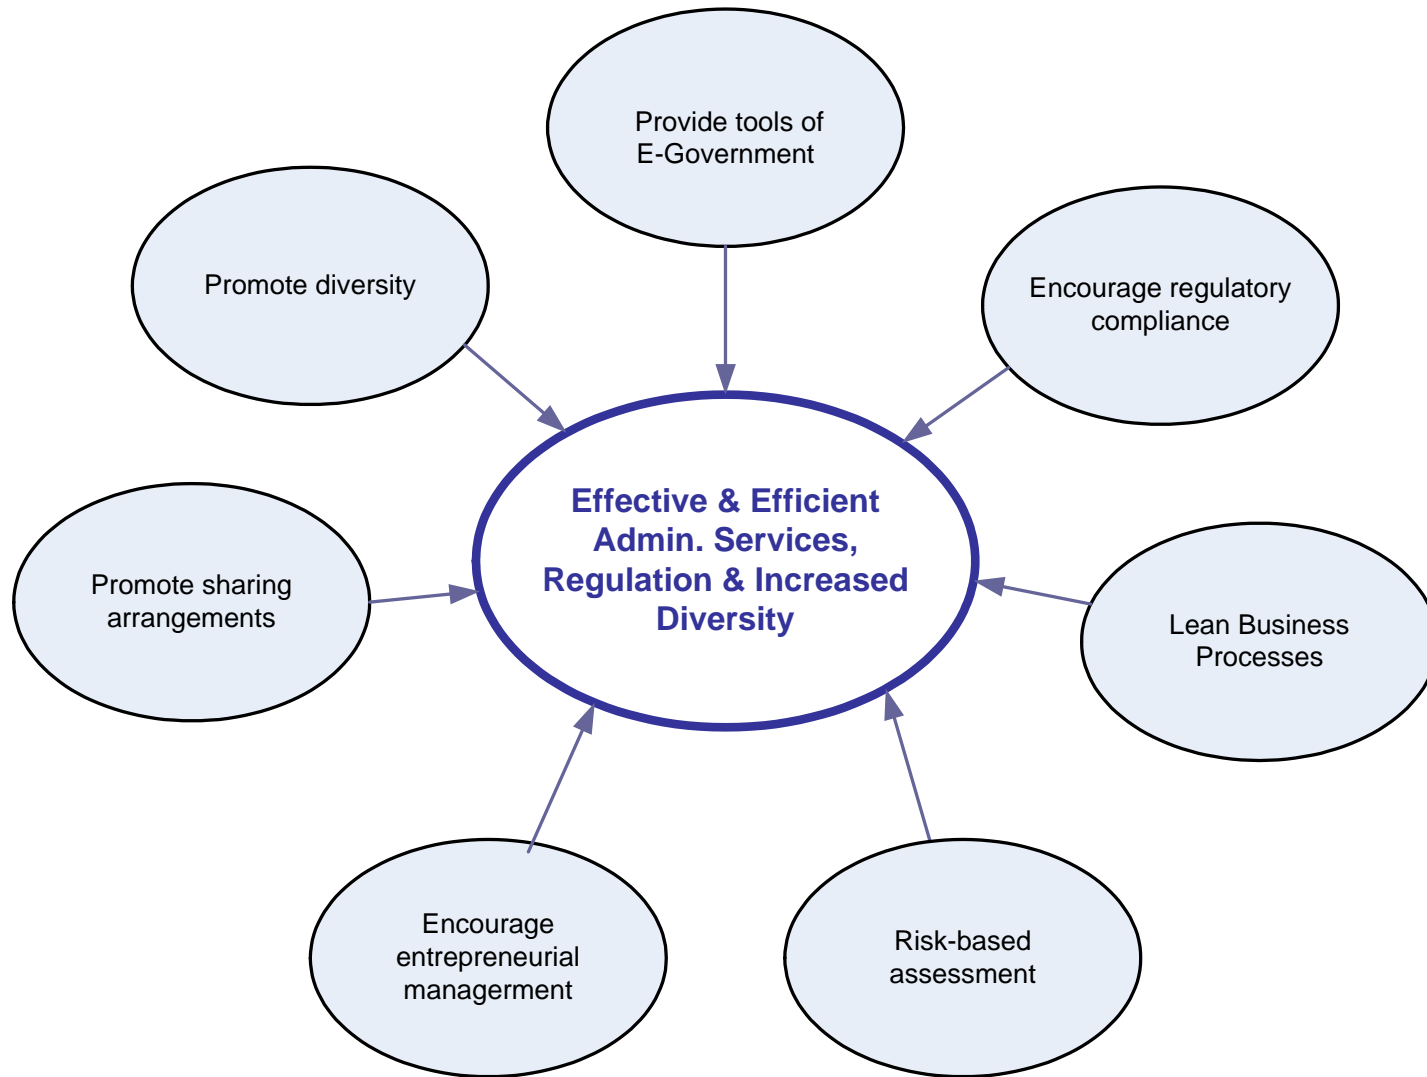 Provide tools of
E-Government
Promote diversity
Encourage regulatory
compliance
Effective & Efficient
Admin. Services,
Regulation & Increased
Diversity
Promote sharing
arrangements
Lean Business
Processes
Encourage
entrepreneurial
managerment
Risk-based
assessment